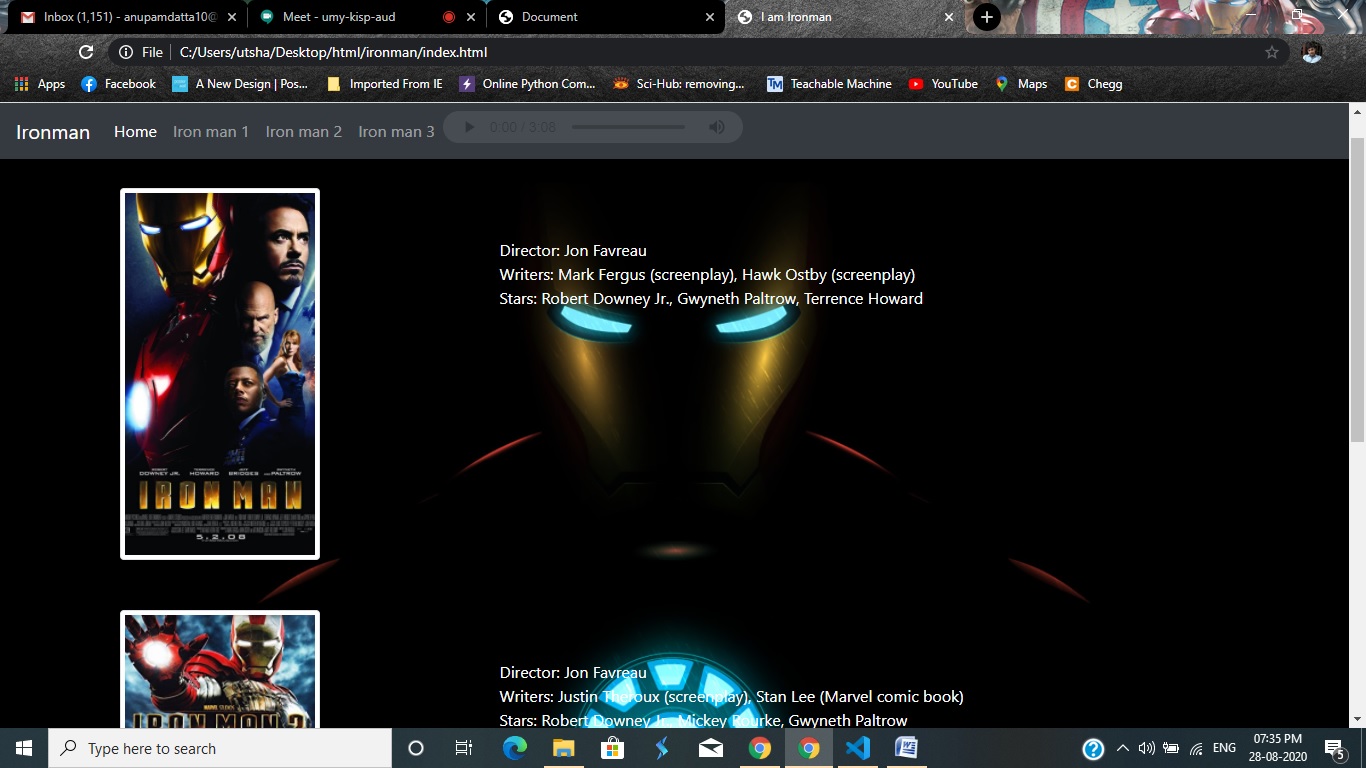 Inbox (1,151) - anupamdatta10@
Meet - umy-kisp-aud
Document
I am Ironman
File
C:/Users/utsha/Desktop/html/ironman/index.html
Apps
Facebook
A New Design | Pos...
Imported From IE
Online Python Com...
Sci-Hub: removing...
Teachable Machine
YouTube
Maps
Chegg
Ironman
Home
Iron man 1
Iron man 2
Iron man 3
0:00 / 3:08
Director: Jon Favreau
Writers: Mark Fergus (screenplay), Hawk Ostby (screenplay)
Stars: Robert Downey Jr., Gwyneth Paltrow, Terrence Howard
ROBERT DOWNEY JR.
TERRENCE HOWARD
JEFF BRIDGES
GWYNETH PALTROW
IRON MAN
5.2.08
IRON MAN 2
Director: Jon Favreau
Writers: Justin Theroux (screenplay), Stan Lee (Marvel comic book)
Stars: Robert Downey Jr., Mickey Rourke, Gwyneth Paltrow
Type here to search
ENG
07:35 PM
28-08-2020
5